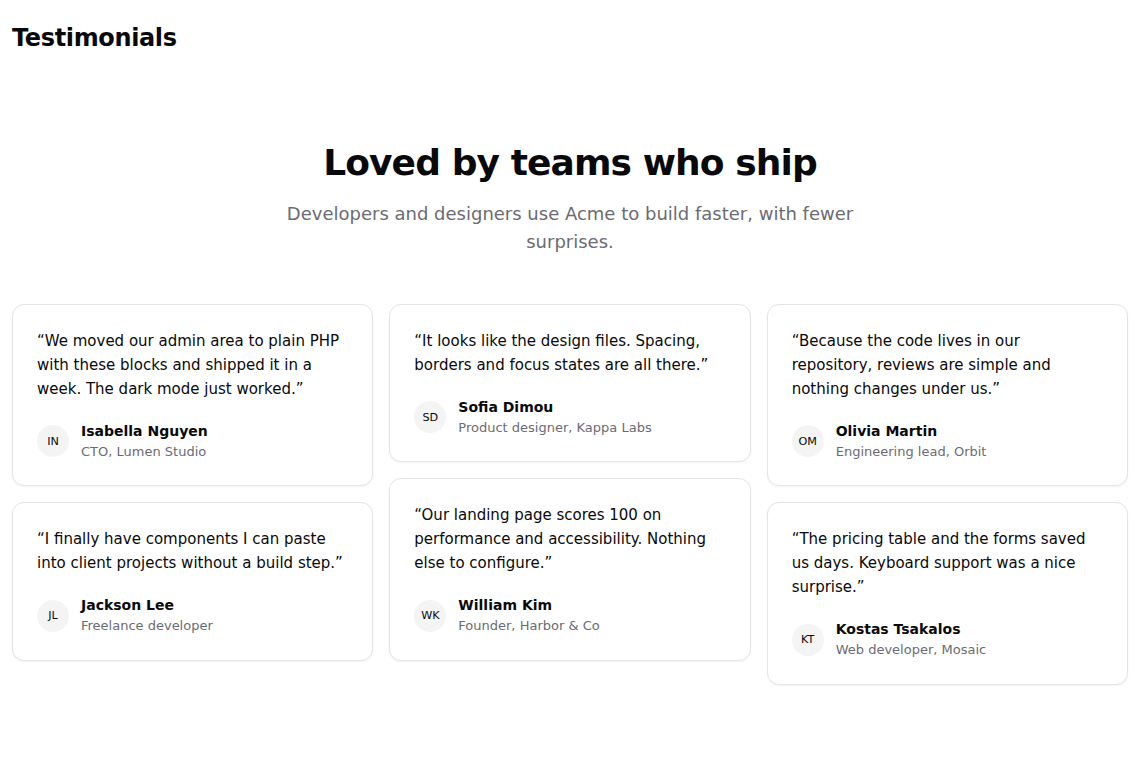 Testimonials
Loved by teams who ship
Developers and designers use Acme to build faster, with fewer
surprises.
“We moved our admin area to plain PHP
with these blocks and shipped it in a
week. The dark mode just worked.”
IN
Isabella Nguyen
CTO, Lumen Studio
“I finally have components I can paste
into client projects without a build step.”
JL
Jackson Lee
Freelance developer
“It looks like the design files. Spacing,
borders and focus states are all there.”
SD
Sofia Dimou
Product designer, Kappa Labs
“Our landing page scores 100 on
performance and accessibility. Nothing
else to configure.”
WK
William Kim
Founder, Harbor & Co
“Because the code lives in our
repository, reviews are simple and
nothing changes under us.”
OM
Olivia Martin
Engineering lead, Orbit
“The pricing table and the forms saved
us days. Keyboard support was a nice
surprise.”
KT
Kostas Tsakalos
Web developer, Mosaic